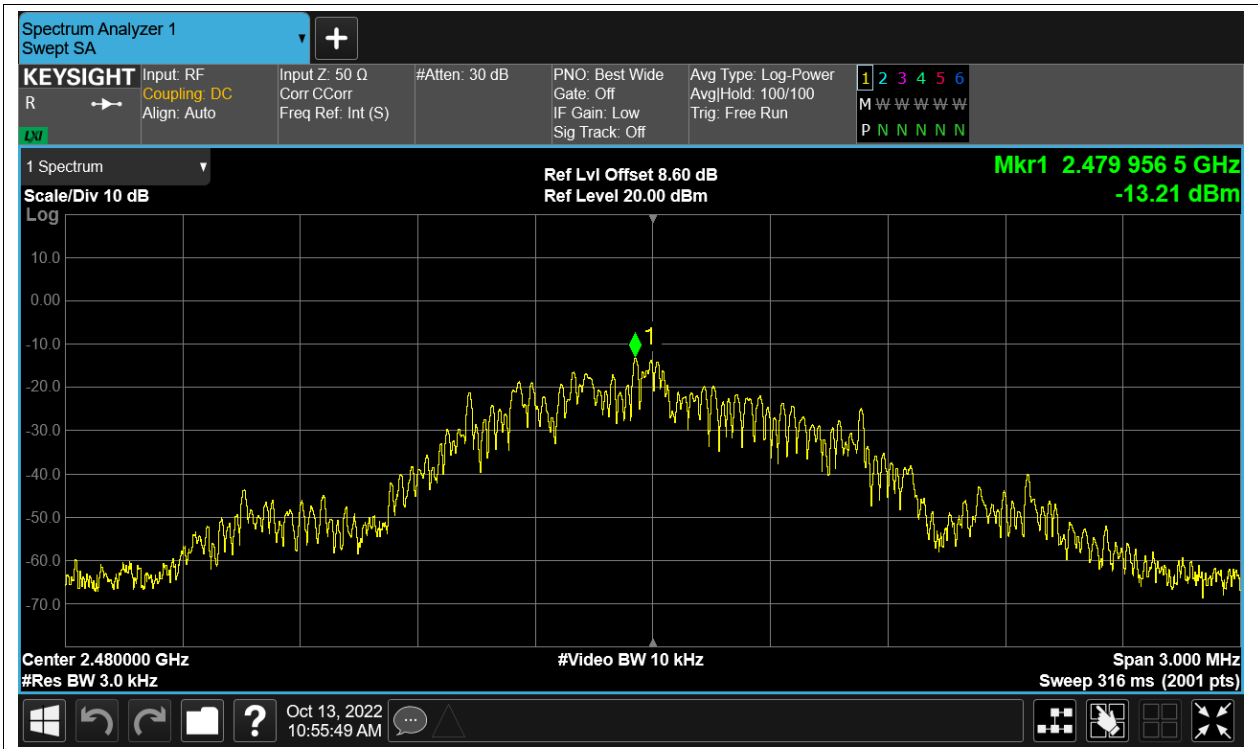 Spectrum Analyzer 1
Swept SA
KEYSIGHT
R
LXI
Input: RF
Coupling: DC
Align: Auto
Input Z: 50 Ω
Corr CCorr
Freq Ref: Int (S)
#Atten: 30 dB
PNO: Best Wide
Gate: Off
IF Gain: Low
Sig Track: Off
Avg Type: Log-Power
Avg|Hold: 100/100
Trig: Free Run
1 2 3 4 5 6
M W W W W W
P N N N N N
1 Spectrum
Scale/Div 10 dB
Log
Ref Lvl Offset 8.60 dB
Ref Level 20.00 dBm
Mkr1 2.479 956 5 GHz
-13.21 dBm
10.0
0.00
-10.0
1
-20.0
-30.0
-40.0
-50.0
-60.0
-70.0
Center 2.480000 GHz
#Res BW 3.0 kHz
#Video BW 10 kHz
Span 3.000 MHz
Sweep 316 ms (2001 pts)
?
Oct 13, 2022
10:55:49 AM